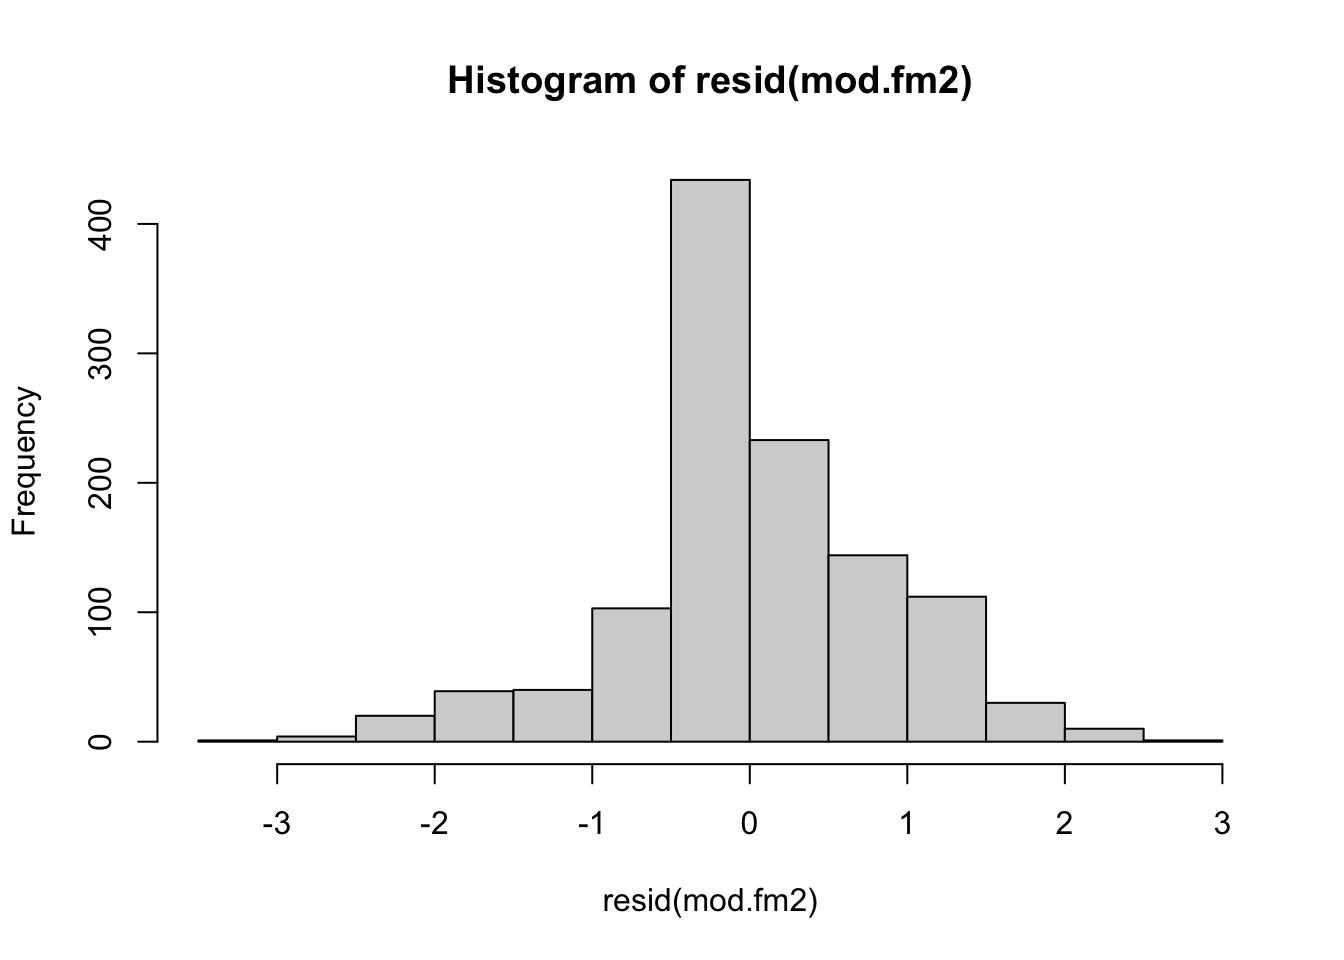 Histogram of resid(mod.fm2)
Frequency
400
300
200
100
0
-3 -2 -1 0 1 2 3
resid(mod.fm2)